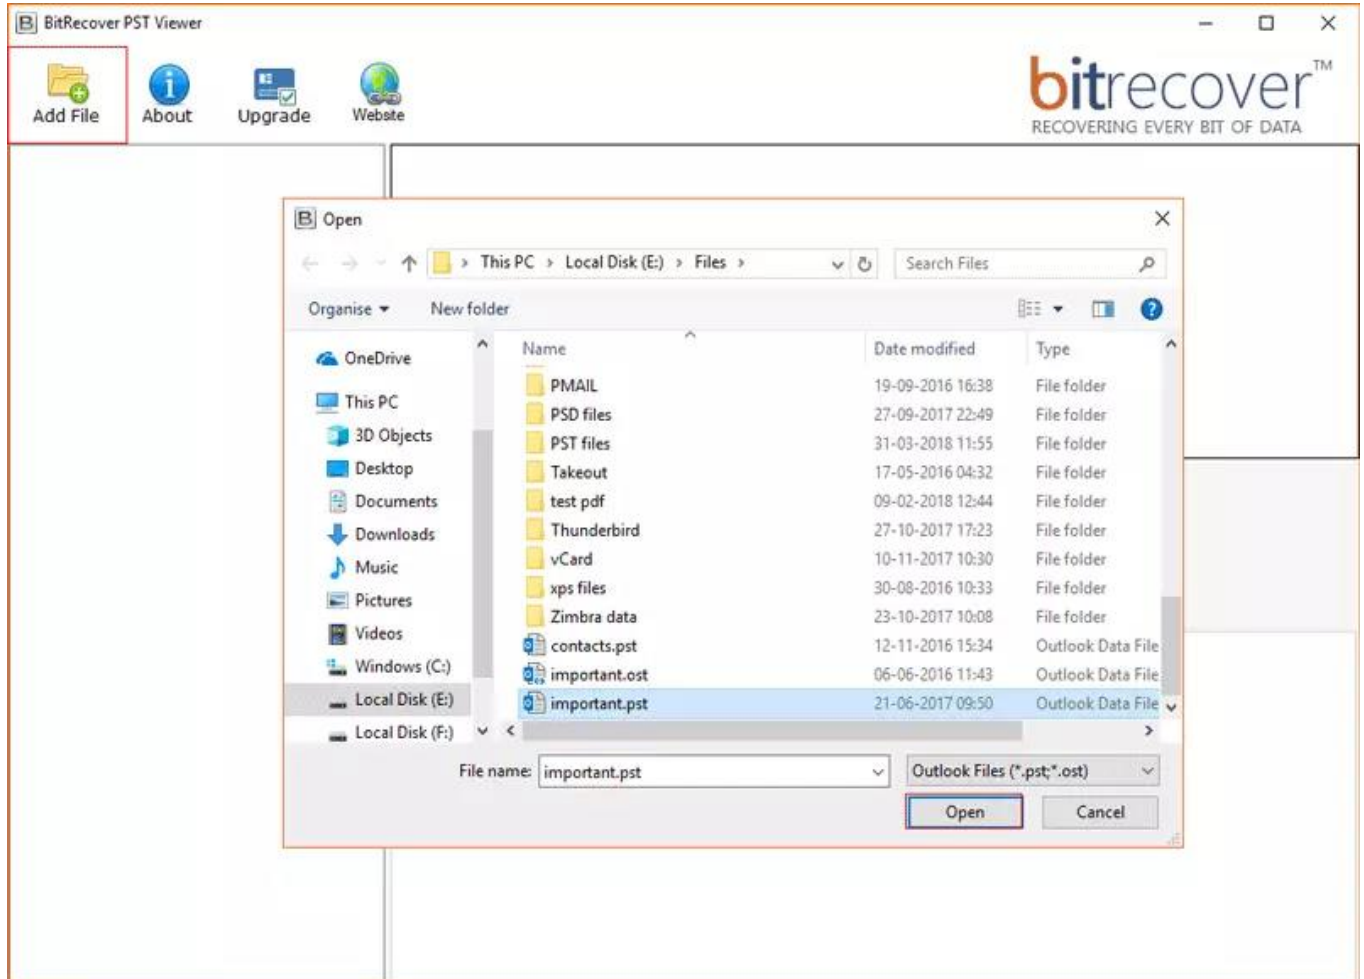 BitRecover PST Viewer
Add File
About
Upgrade
Website
bitrecover™
RECOVERING EVERY BIT OF DATA
Open
This PC > Local Disk (E:) > Files >
Search Files
Organise
New folder
OneDrive
This PC
3D Objects
Desktop
Documents
Downloads
Music
Pictures
Videos
Windows (C:)
Local Disk (E:)
Local Disk (F:)
Name Date modified Type
PMAIL 19-09-2016 16:38 File folder
PSD files 27-09-2017 22:49 File folder
PST files 31-03-2018 11:55 File folder
Takeout 17-05-2016 04:32 File folder
test pdf 09-02-2018 12:44 File folder
Thunderbird 27-10-2017 17:23 File folder
vCard 10-11-2017 10:30 File folder
xps files 30-08-2016 10:33 File folder
Zimbra data 23-10-2017 10:08 File folder
contacts.pst 12-11-2016 15:34 Outlook Data File
important.ost 06-06-2016 11:43 Outlook Data File
important.pst 21-06-2017 09:50 Outlook Data File
File name: important.pst
Outlook Files (*.pst;*.ost)
Open
Cancel